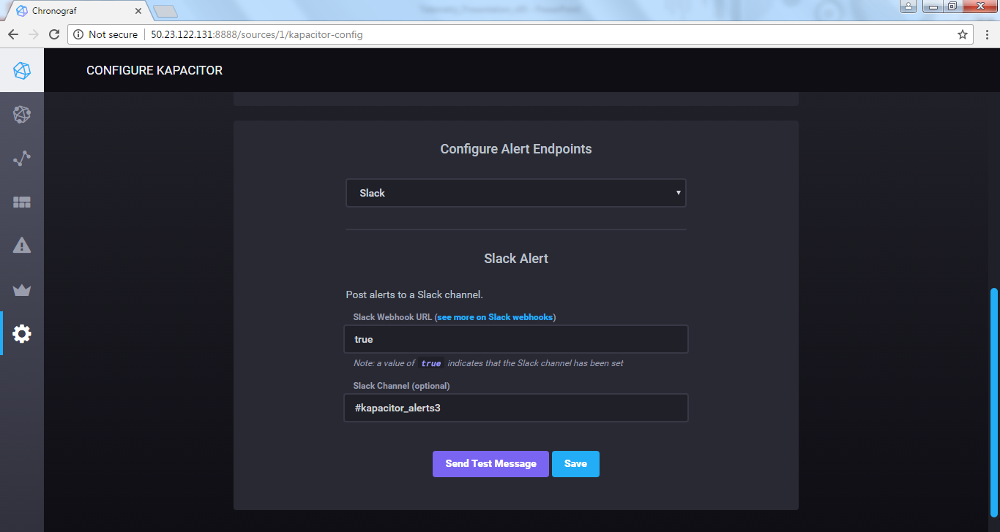 Chronograf
Not secure 50.23.122.131:8888/sources/1/kapacitor-config
CONFIGURE KAPACITOR
Configure Alert Endpoints
Slack
Slack Alert
Post alerts to a Slack channel.
Slack Webhook URL (see more on Slack webhooks)
true
Note: a value of true indicates that the Slack channel has been set
Slack Channel (optional)
#kapacitor_alerts3
Send Test Message Save